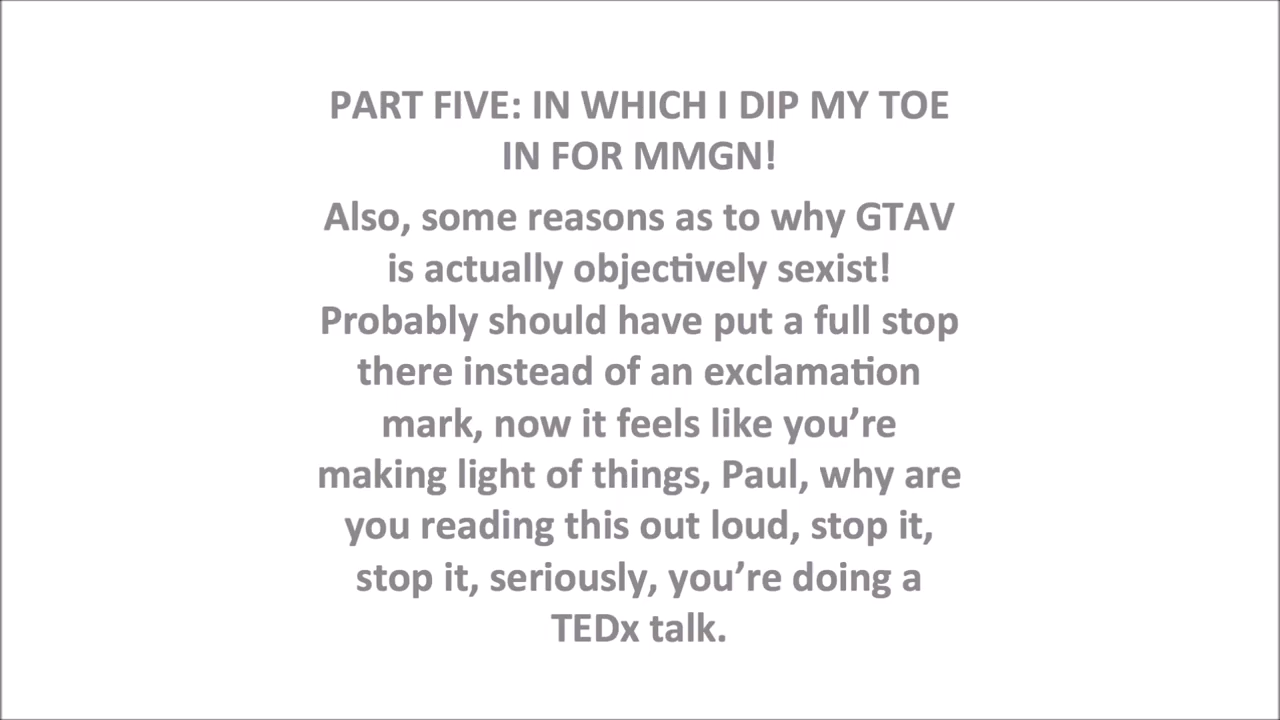 PART FIVE: IN WHICH I DIP MY TOE
IN FOR MMGN!
Also, some reasons as to why GTAV
is actually objectively sexist!
Probably should have put a full stop
there instead of an exclamation
mark, now it feels like you’re
making light of things, Paul, why are
you reading this out loud, stop it,
stop it, seriously, you’re doing a
TEDx talk.